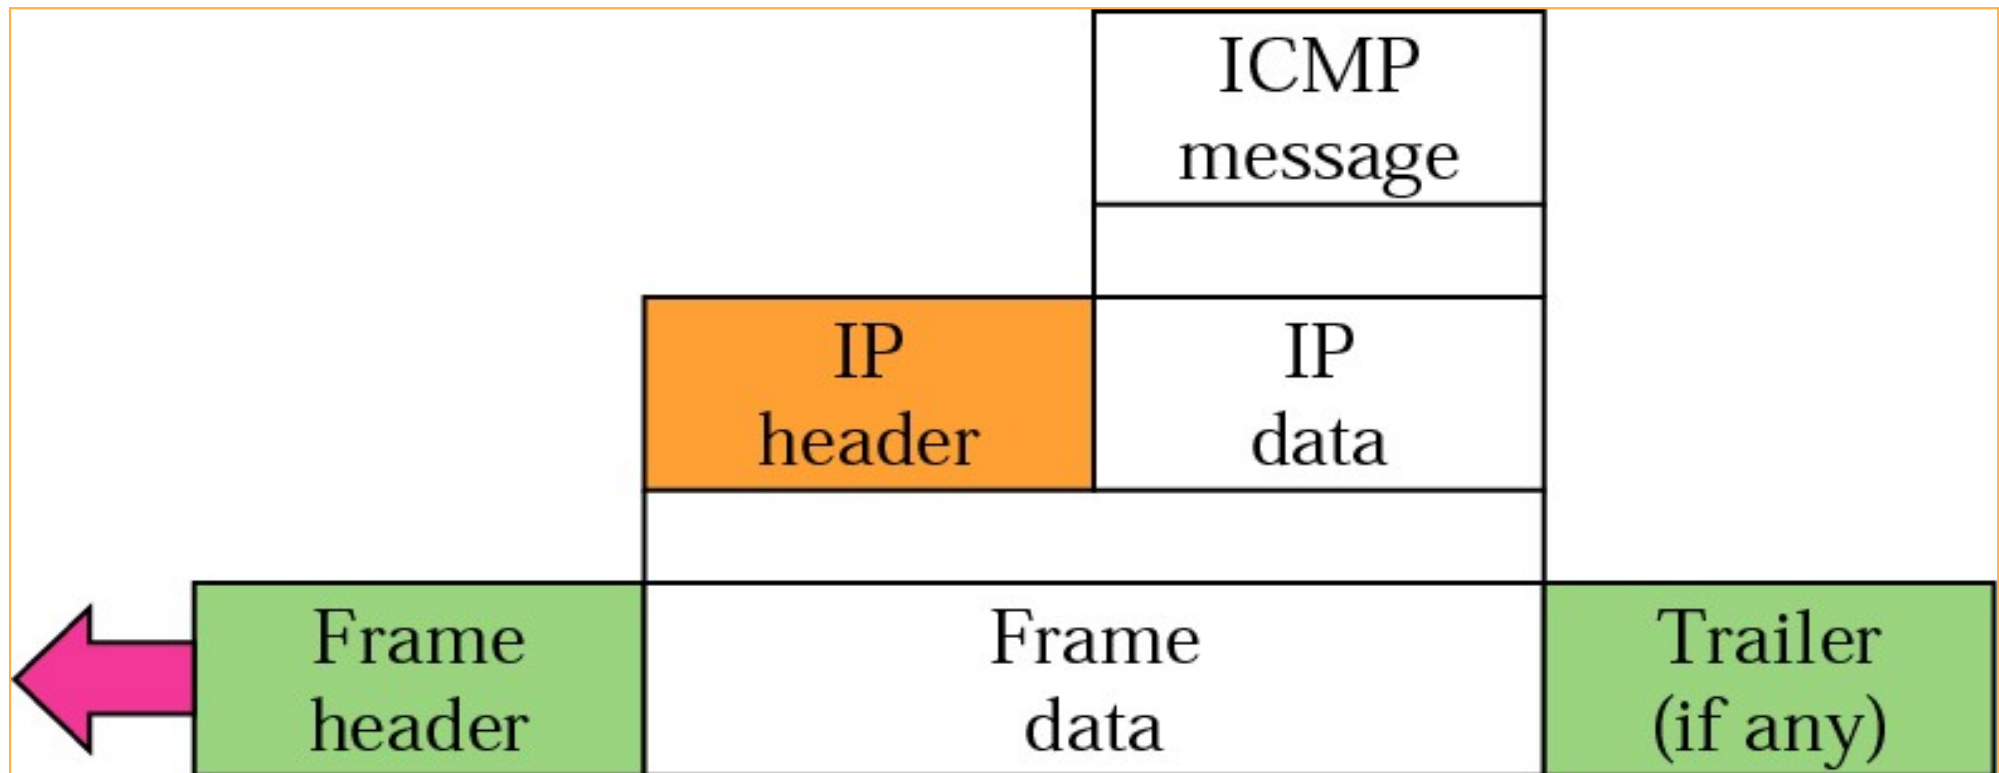 ICMP
message
IP
header
IP
data
Frame
header
Frame
data
Trailer
(if any)